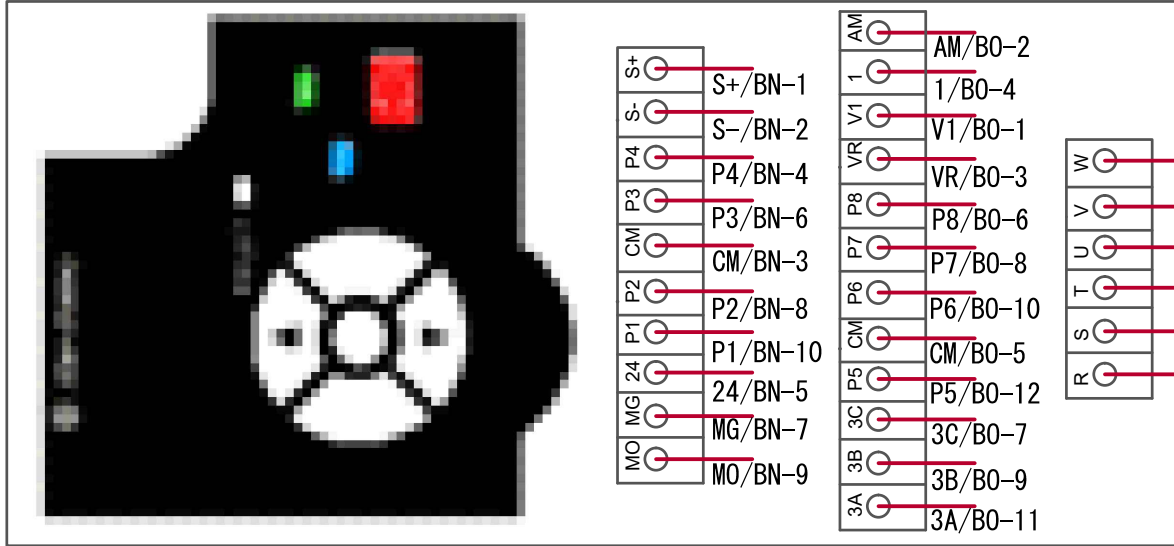 S+ S+/BN-1
S- S-/BN-2
P4 P4/BN-4
P3 P3/BN-6
CM CM/BN-3
P2 P2/BN-8
P1 P1/BN-10
24 24/BN-5
MG MG/BN-7
MO MO/BN-9
AM AM/BO-2
1 1/BO-4
V1 V1/BO-1
VR VR/BO-3
P8 P8/BO-6
P7 P7/BO-8
P6 P6/BO-10
CM CM/BO-5
P5 P5/BO-12
3C 3C/BO-7
3B 3B/BO-9
3A 3A/BO-11
W
V
U
T
S
R